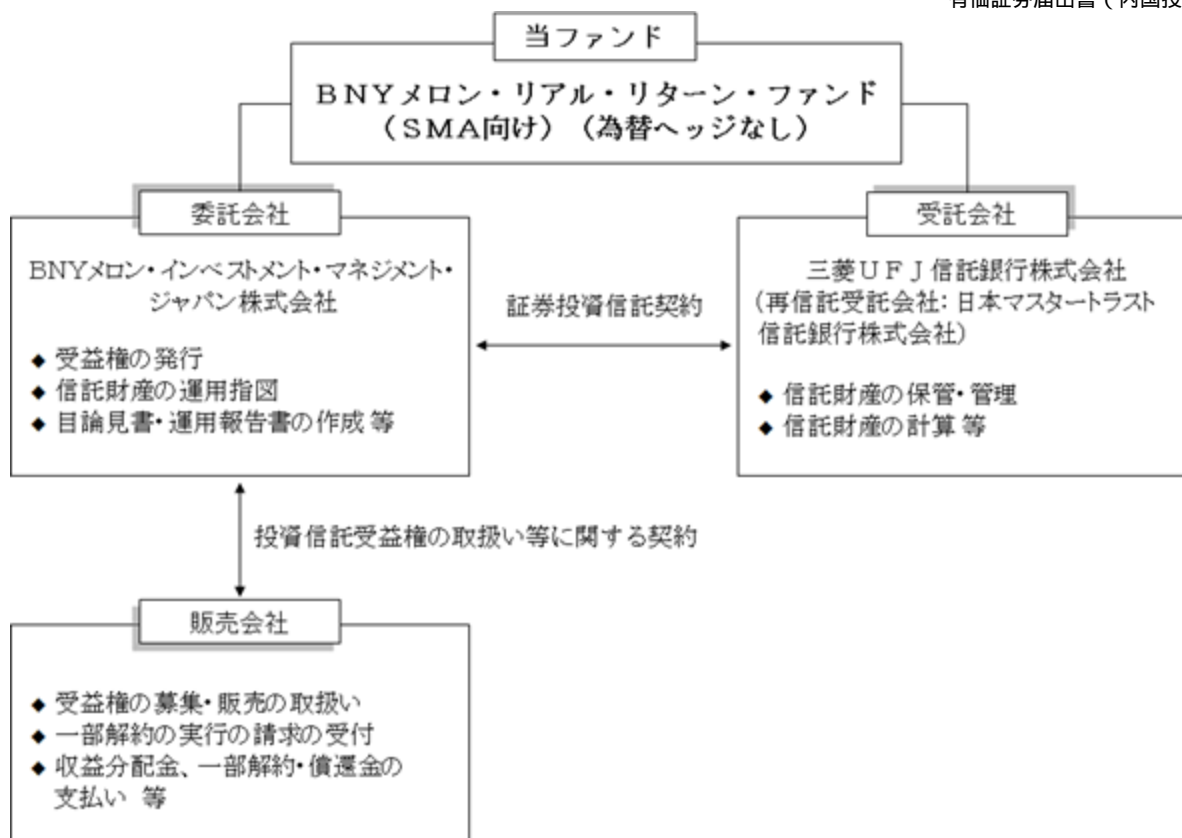 有価証券届出書(内国投
当ファンド
BNYメロン・リアル・リターン・ファンド
(SMA向け)(為替ヘッジなし)
委託会社
BNYメロン・インベストメント・マネジメント・
ジャパン株式会社
◆ 受益権の発行
◆ 信託財産の運用指図
◆ 目論見書・運用報告書の作成 等
証券投資信託契約
受託会社
三菱UFJ信託銀行株式会社
(再信託受託会社:日本マスタートラスト
信託銀行株式会社)
◆ 信託財産の保管・管理
◆ 信託財産の計算 等
投資信託受益権の取扱い等に関する契約
販売会社
◆ 受益権の募集・販売の取扱い
◆ 一部解約の実行の請求の受付
◆ 収益分配金、一部解約・償還金の
支払い 等